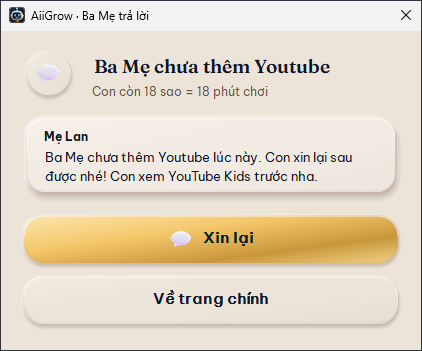 AiiGrow · Ba Mẹ trả lời
Ba Mẹ chưa thêm Youtube
Con còn 18 sao = 18 phút chơi
Mẹ Lan
Ba Mẹ chưa thêm Youtube lúc này. Con xin lại sau
được nhé! Con xem YouTube Kids trước nha.
Xin lại
Về trang chính